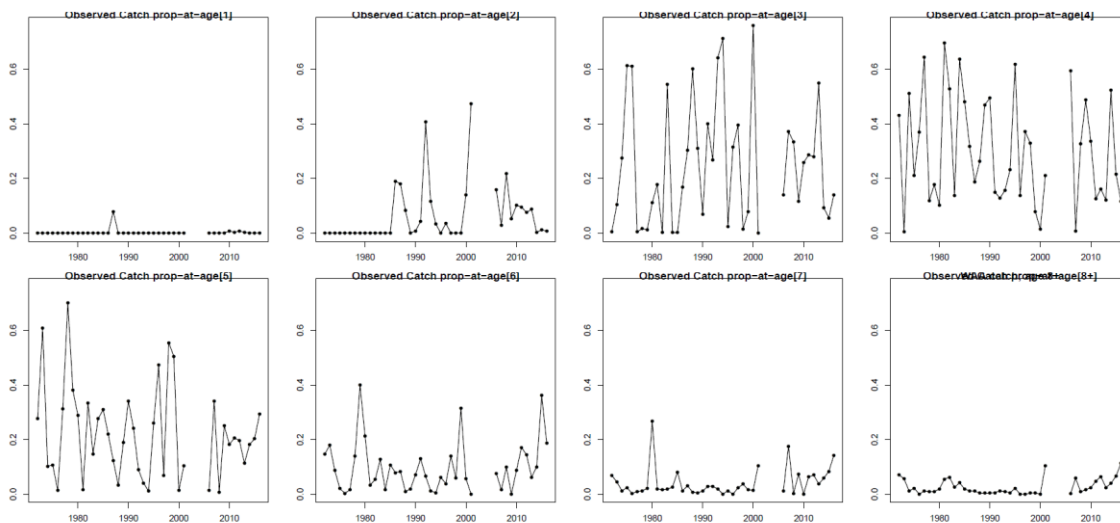 Observed Catch prop−at−age[1]
Observed Catch prop−at−age[2]
Observed Catch prop−at−age[3]
Observed Catch prop−at−age[4]
0.0 0.2 0.4 0.6
0.0 0.2 0.4 0.6
0.0 0.2 0.4 0.6
0.0 0.2 0.4 0.6
1980 1990 2000 2010
1980 1990 2000 2010
1980 1990 2000 2010
1980 1990 2000 2010
Observed Catch prop−at−age[5]
Observed Catch prop−at−age[6]
Observed Catch prop−at−age[7]
Observed Catch prop−at−age[8+]
0.0 0.2 0.4 0.6
0.0 0.2 0.4 0.6
0.0 0.2 0.4 0.6
0.0 0.2 0.4 0.6
1980 1990 2000 2010
1980 1990 2000 2010
1980 1990 2000 2010
1980 1990 2000 2010